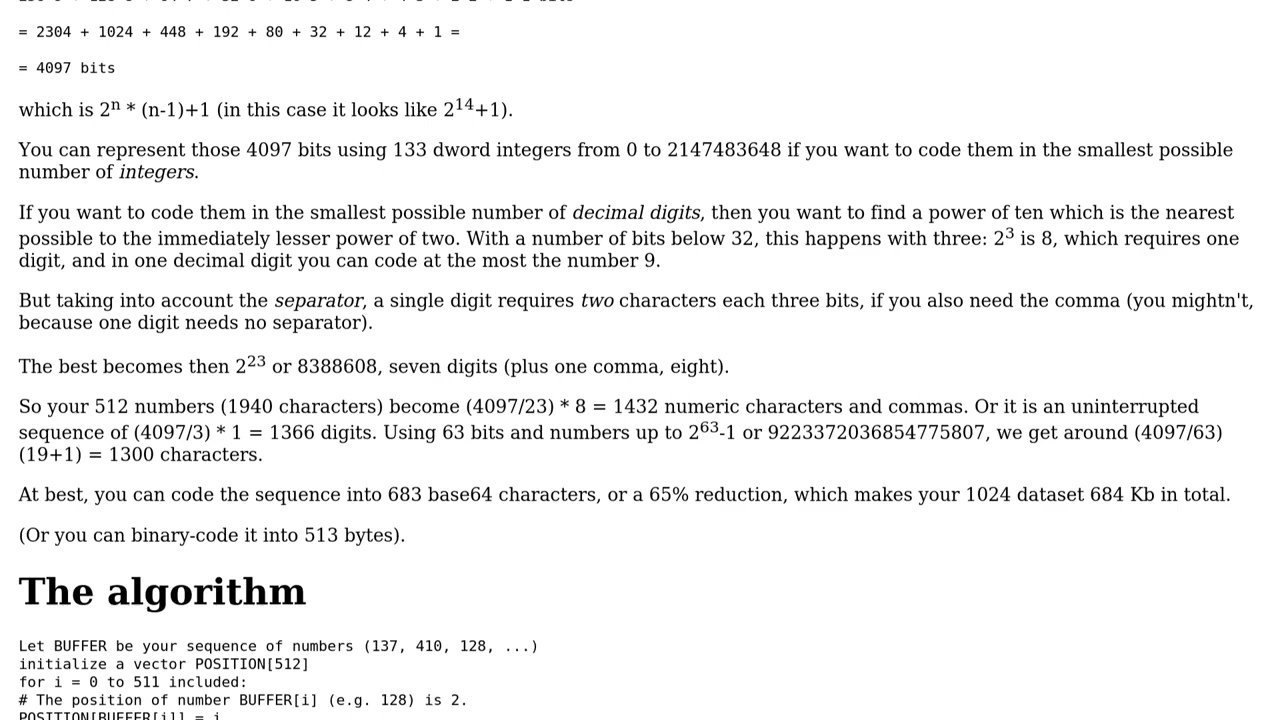 = 2304 + 1024 + 448 + 192 + 80 + 32 + 12 + 4 + 1 =
= 4097 bits
which is 2ⁿ * (n-1)+1 (in this case it looks like 2¹⁴+1).
You can represent those 4097 bits using 133 dword integers from 0 to 2147483648 if you want to code them in the smallest possible
number of integers.
If you want to code them in the smallest possible number of decimal digits, then you want to find a power of ten which is the nearest
possible to the immediately lesser power of two. With a number of bits below 32, this happens with three: 2³ is 8, which requires one
digit, and in one decimal digit you can code at the most the number 9.
But taking into account the separator, a single digit requires two characters each three bits, if you also need the comma (you mightn't,
because one digit needs no separator).
The best becomes then 2²³ or 8388608, seven digits (plus one comma, eight).
So your 512 numbers (1940 characters) become (4097/23) * 8 = 1432 numeric characters and commas. Or it is an uninterrupted
sequence of (4097/3) * 1 = 1366 digits. Using 63 bits and numbers up to 2⁶³-1 or 9223372036854775807, we get around (4097/63)
(19+1) = 1300 characters.
At best, you can code the sequence into 683 base64 characters, or a 65% reduction, which makes your 1024 dataset 684 Kb in total.
(Or you can binary-code it into 513 bytes).
The algorithm
Let BUFFER be your sequence of numbers (137, 410, 128, ...)
initialize a vector POSITION[512]
for i = 0 to 511 included:
# The position of number BUFFER[i] (e.g. 128) is 2.
POSITION[BUFFER[i]] = i